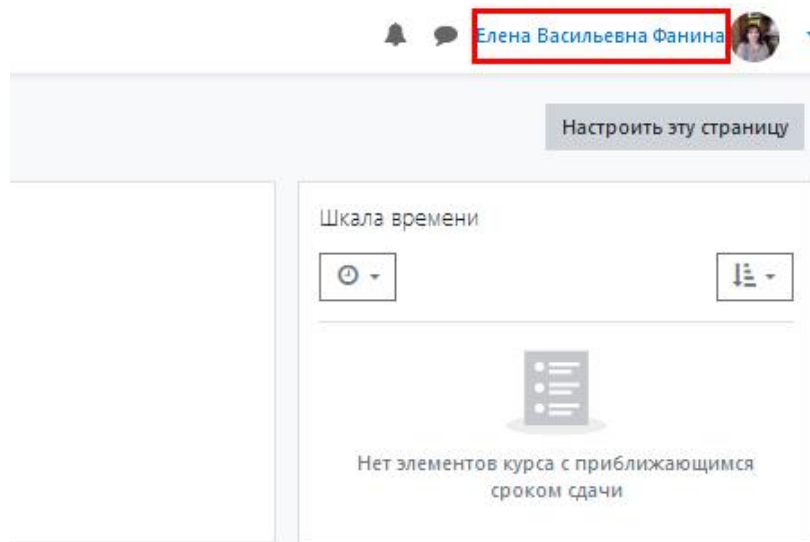 Елена Васильевна Фанина
Настроить эту страницу
Шкала времени
Нет элементов курса с приближающимся
сроком сдачи